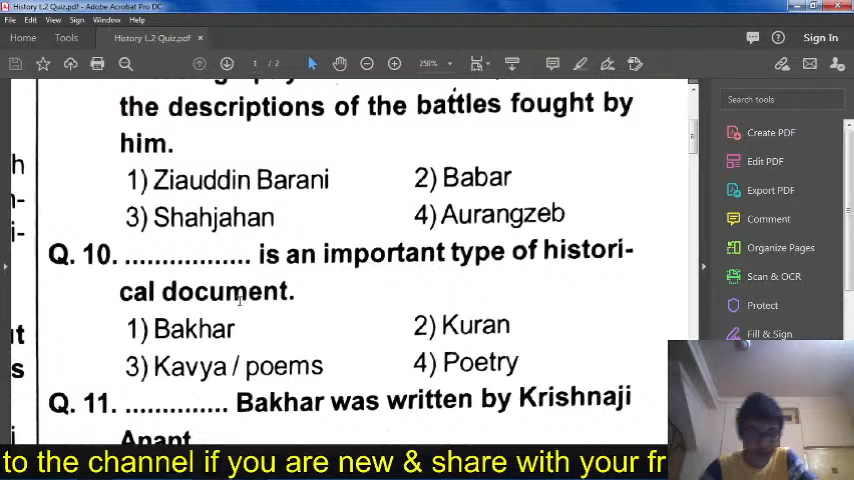 History L.2 Quiz.pdf - Adobe Acrobat Pro DC
File Edit View Sign Window Help
Home Tools History L.2 Quiz.pdf × Sign In
1 / 2 250%
the descriptions of the battles fought by
him.
1) Ziauddin Barani 2) Babar
3) Shahjahan 4) Aurangzeb
Q. 10. ................. is an important type of histori-
cal document.
1) Bakhar 2) Kuran
3) Kavya / poems 4) Poetry
Q. 11. .............. Bakhar was written by Krishnaji
Anant
Search tools
Create PDF
Edit PDF
Export PDF
Comment
Organize Pages
Scan & OCR
Protect
Fill & Sign
to the channel if you are new & share with your fr